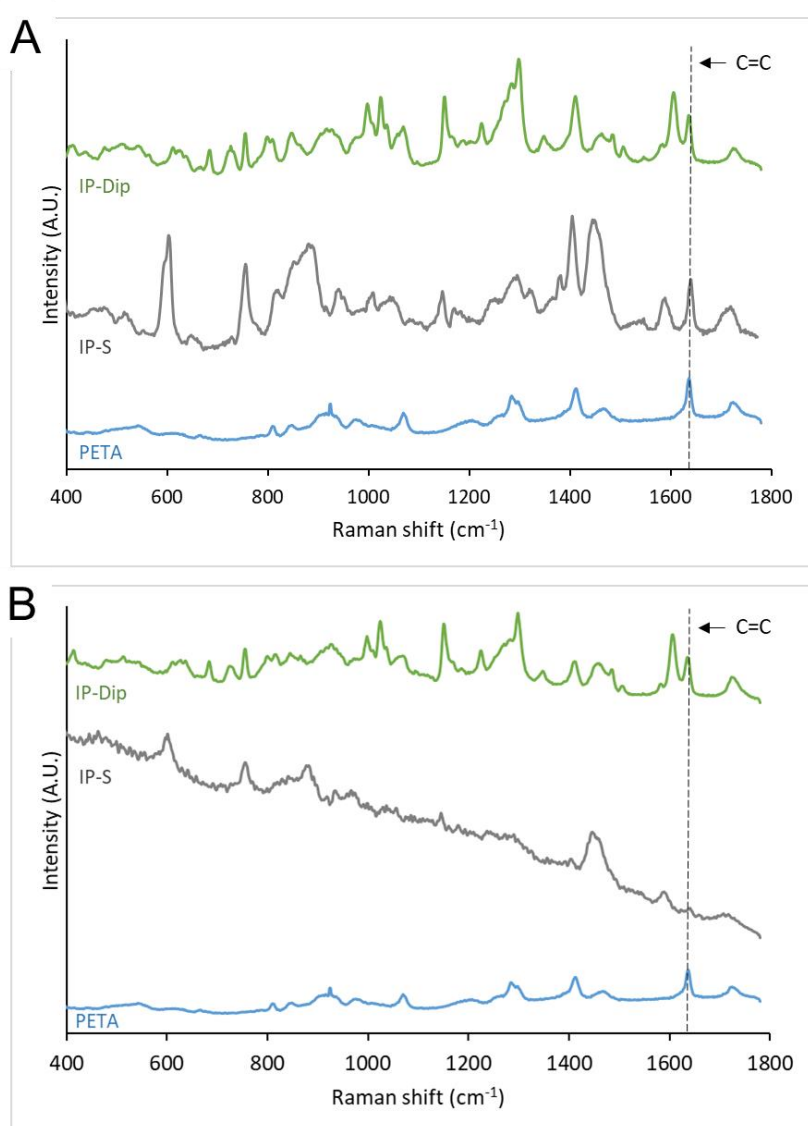 A
C=C
IP-Dip
Intensity (A.U.)
IP-S
PETA
400 600 800 1000 1200 1400 1600 1800
Raman shift (cm⁻¹)
B
C=C
IP-Dip
Intensity (A.U.)
IP-S
PETA
400 600 800 1000 1200 1400 1600 1800
Raman shift (cm⁻¹)